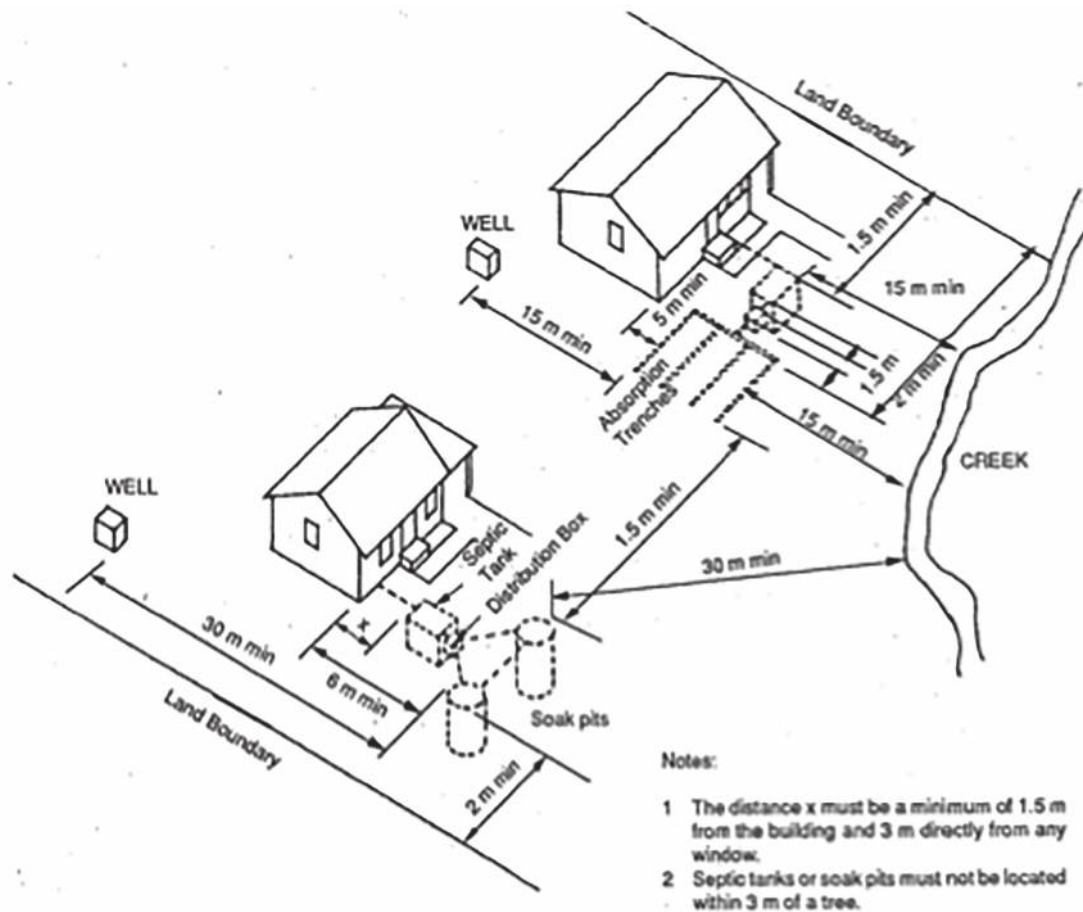 Land Boundary
WELL
1.5 m min
15 m min
5 m min
15 m min
Absorption
Trenches
1.5 m
2 m min
15 m min
CREEK
WELL
Septic
Tank
Distribution Box
1.5 m min
30 m min
x
30 m min
6 m min
Land Boundary
Soak pits
2 m min
Notes:
1 The distance x must be a minimum of 1.5 m
from the building and 3 m directly from any
window.
2 Septic tanks or soak pits must not be located
within 3 m of a tree.